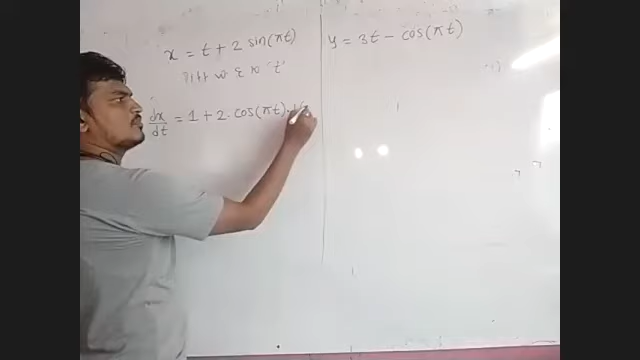 x = t + 2 sin(πt)
Diff w.r. to 't'
dx/dt = 1 + 2. cos(πt).
y = 3t - cos(πt)